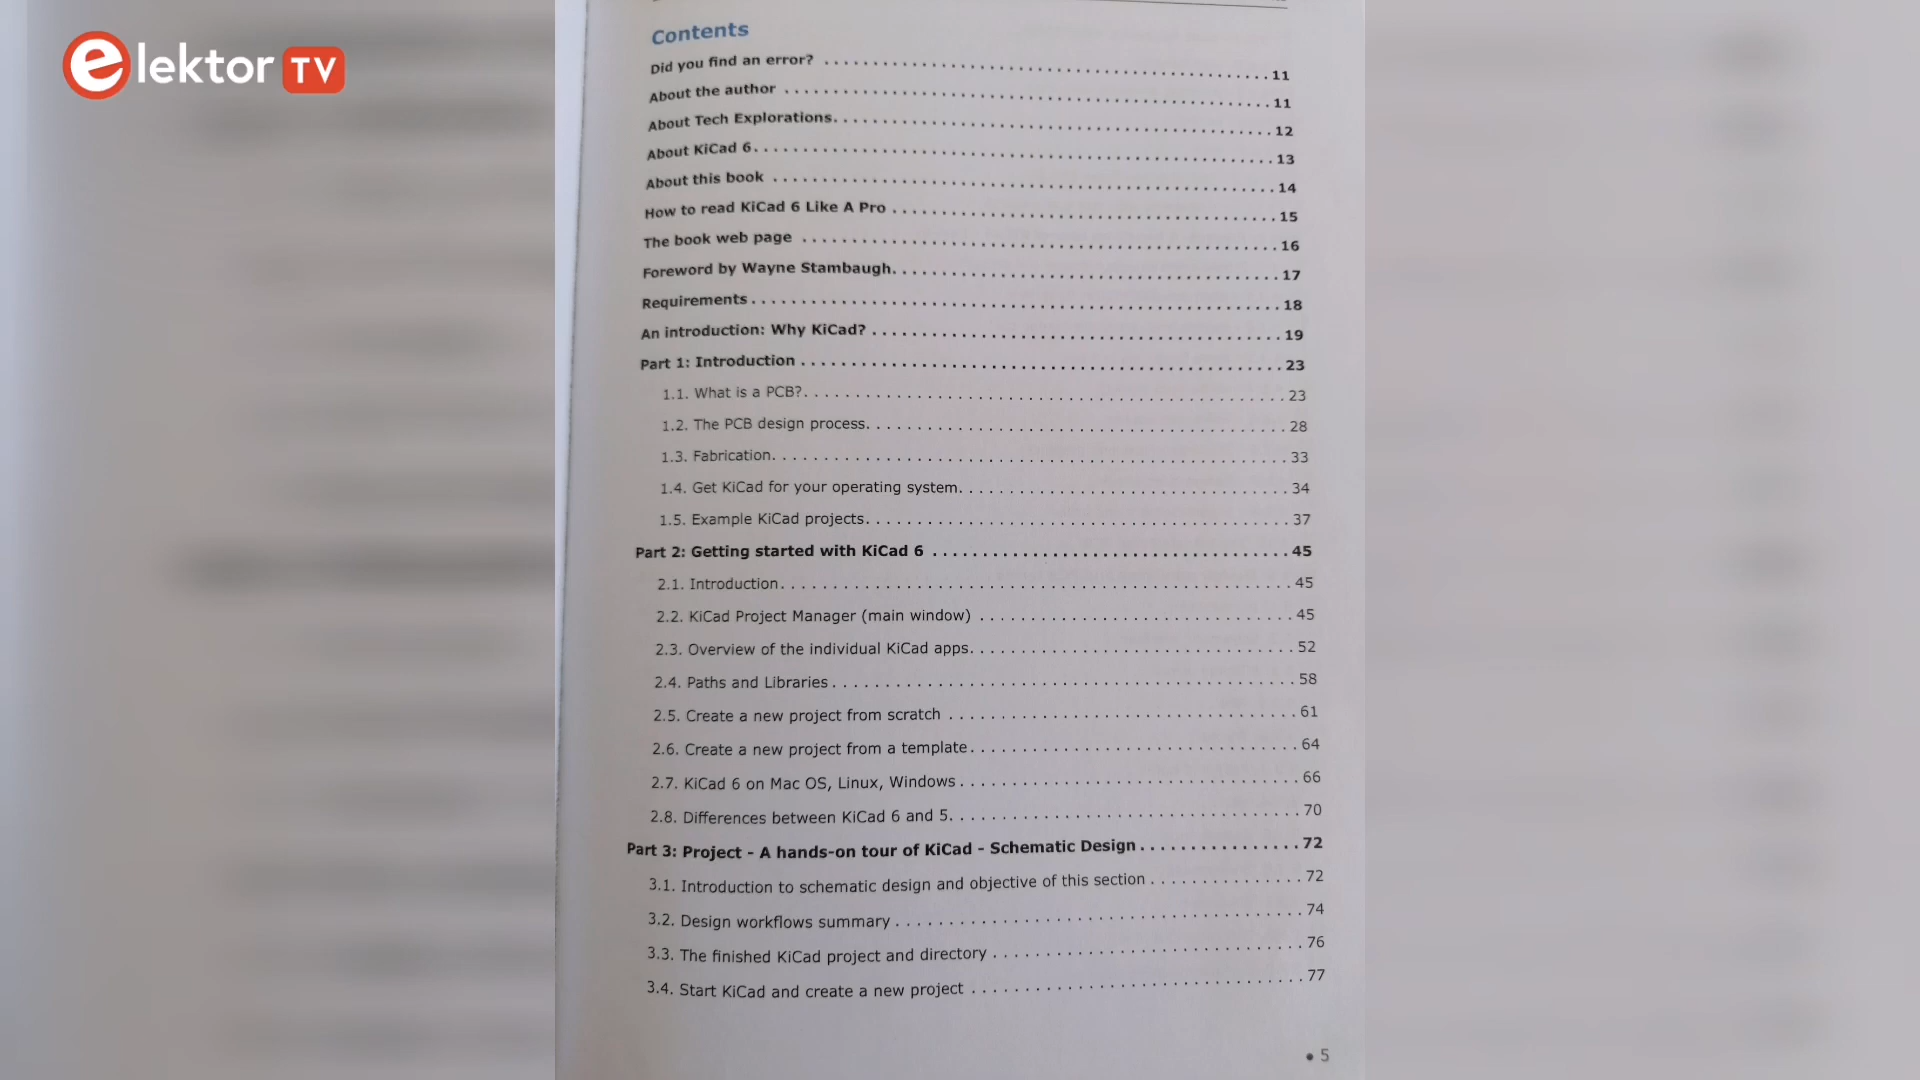 elektor TV
Contents
Did you find an error? ........ 11
About the author ........ 11
About Tech Explorations ........ 12
About KiCad 6 ........ 13
About this book ........ 14
How to read KiCad 6 Like A Pro ........ 15
The book web page ........ 16
Foreword by Wayne Stambaugh ........ 17
Requirements ........ 18
An introduction: Why KiCad? ........ 19
Part 1: Introduction ........ 23
1.1. What is a PCB? ........ 23
1.2. The PCB design process ........ 28
1.3. Fabrication ........ 33
1.4. Get KiCad for your operating system ........ 34
1.5. Example KiCad projects ........ 37
Part 2: Getting started with KiCad 6 ........ 45
2.1. Introduction ........ 45
2.2. KiCad Project Manager (main window) ........ 45
2.3. Overview of the individual KiCad apps ........ 52
2.4. Paths and Libraries ........ 58
2.5. Create a new project from scratch ........ 61
2.6. Create a new project from a template ........ 64
2.7. KiCad 6 on Mac OS, Linux, Windows ........ 66
2.8. Differences between KiCad 6 and 5 ........ 70
Part 3: Project - A hands-on tour of KiCad - Schematic Design ........ 72
3.1. Introduction to schematic design and objective of this section ........ 72
3.2. Design workflows summary ........ 74
3.3. The finished KiCad project and directory ........ 76
3.4. Start KiCad and create a new project ........ 77
● 5